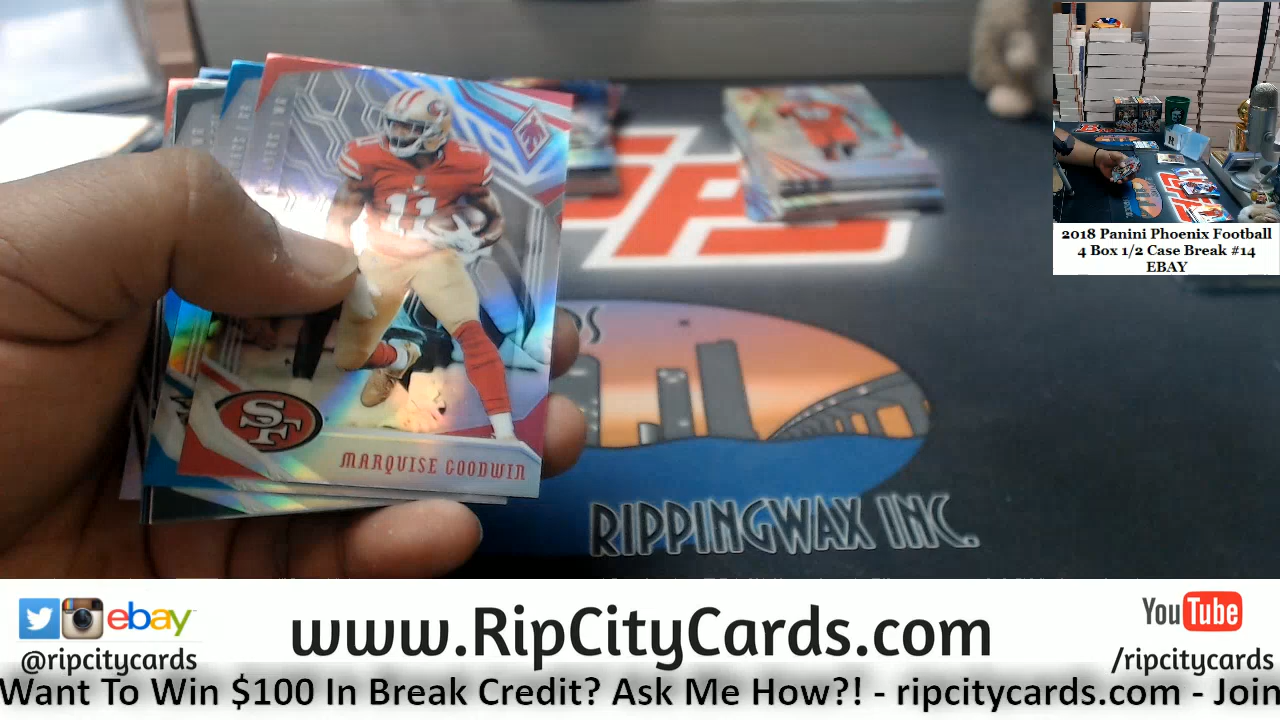 11
SF
MARQUISE GOODWIN
RIPPINGWAX INC.
2018 Panini Phoenix Football
4 Box 1/2 Case Break #14
EBAY
ebay
@ripcitycards
www.RipCityCards.com
YouTube
/ripcitycards
Want To Win $100 In Break Credit? Ask Me How?! - ripcitycards.com - Join